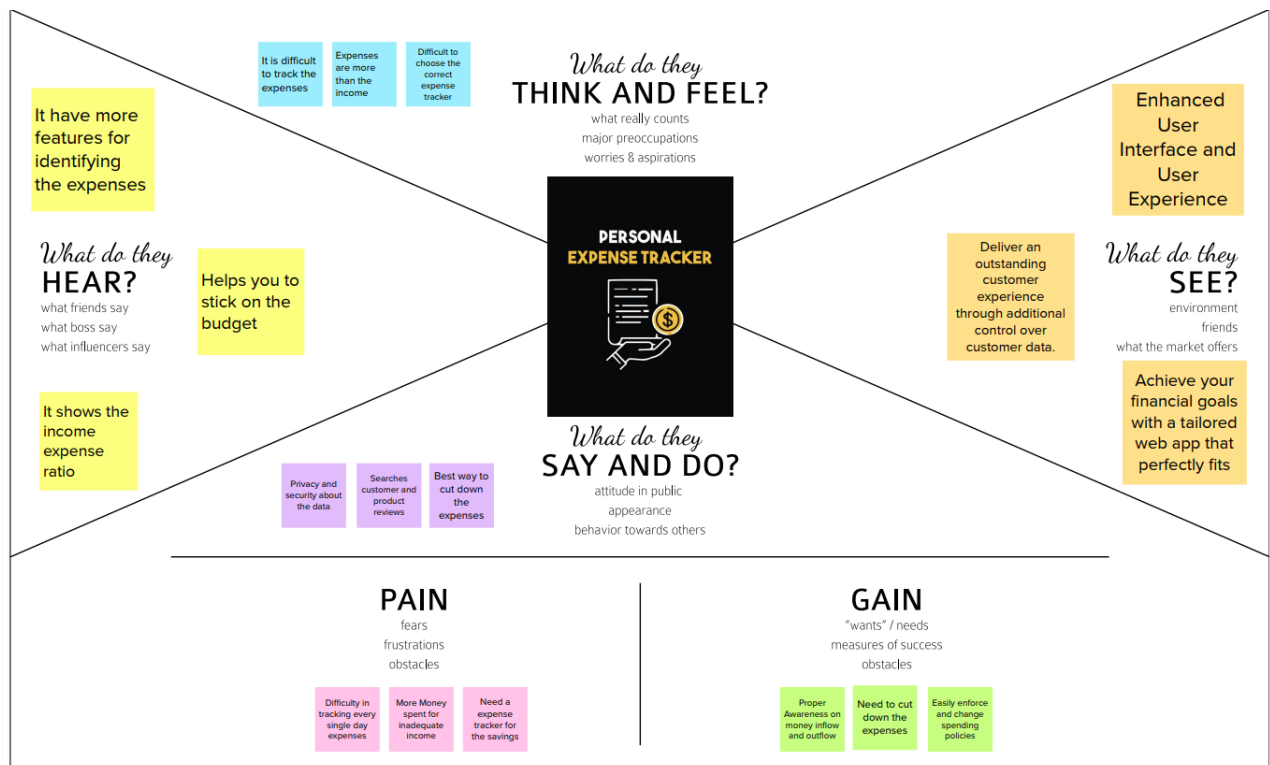 It is difficult
to track the
expenses
Expenses
are more
than the
income
Difficult to
choose the
correct
expense
tracker
What do they
THINK AND FEEL?
what really counts
major preoccupations
worries & aspirations
It have more
features for
identifying
the expenses
What do they
HEAR?
what friends say
what boss say
what influencers say
Helps you to
stick on the
budget
It shows the
income
expense
ratio
PERSONAL
EXPENSE TRACKER
$
Enhanced
User
Interface and
User
Experience
Deliver an
outstanding
customer
experience
through additional
control over
customer data.
What do they
SEE?
environment
friends
what the market offers
Achieve your
financial goals
with a tailored
web app that
perfectly fits
What do they
SAY AND DO?
attitude in public
appearance
behavior towards others
Privacy and
security about
the data
Searches
customer and
product
reviews
Best way to
cut down
the
expenses
PAIN
fears
frustrations
obstacles
Difficulty in
tracking every
single day
expenses
More Money
spent for
inadequate
income
Need a
expense
tracker for
the savings
GAIN
"wants" / needs
measures of success
obstacles
Proper
Awareness on
money inflow
and outflow
Need to cut
down the
expenses
Easily enforce
and change
spending
policies